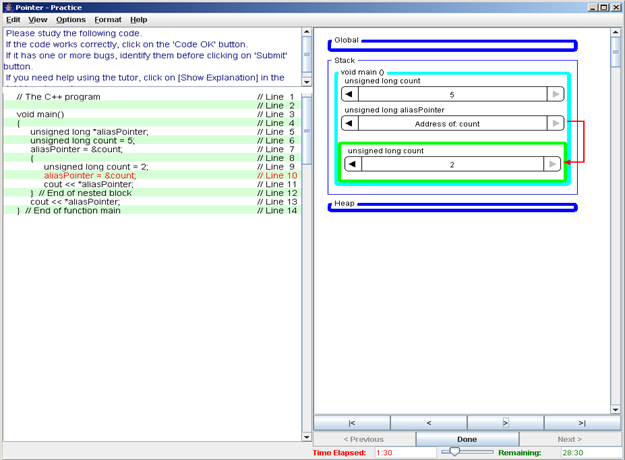 Pointer - Practice
Edit View Options Format Help
Please study the following code.
If the code works correctly, click on the 'Code OK' button.
If it has one or more bugs, identify them before clicking on 'Submit'
button.
If you need help using the tutor, click on [Show Explanation] in the
// The C++ program // Line 1
// Line 2
void main() // Line 3
{ // Line 4
unsigned long *aliasPointer; // Line 5
unsigned long count = 5; // Line 6
aliasPointer = &count; // Line 7
{ // Line 8
unsigned long count = 2; // Line 9
aliasPointer = &count; // Line 10
cout << *aliasPointer; // Line 11
} // End of nested block // Line 12
cout << *aliasPointer; // Line 13
} // End of function main // Line 14
Global
Stack
void main ()
unsigned long count
5
unsigned long aliasPointer
Address of: count
unsigned long count
2
Heap
|< < > >|
< Previous Done Next >
Time Elapsed: 1:30 Remaining: 28:30